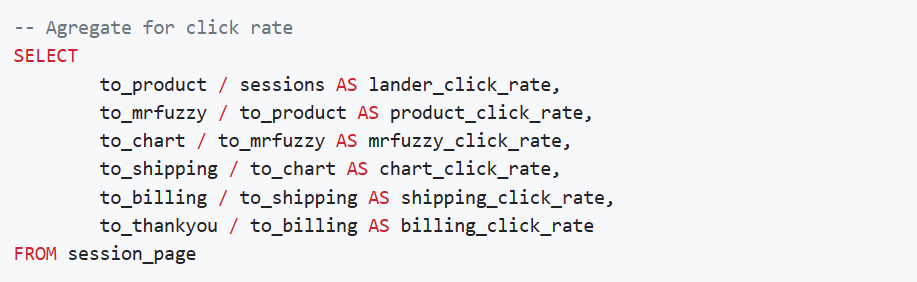 -- Agregate for click rate
SELECT
to_product / sessions AS lander_click_rate,
to_mrfuzzy / to_product AS product_click_rate,
to_chart / to_mrfuzzy AS mrfuzzy_click_rate,
to_shipping / to_chart AS chart_click_rate,
to_billing / to_shipping AS shipping_click_rate,
to_thankyou / to_billing AS billing_click_rate
FROM session_page